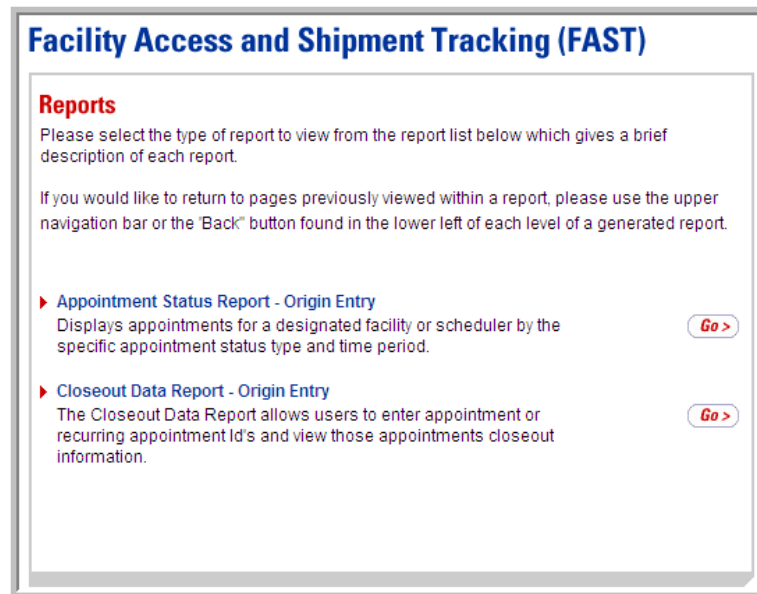 Facility Access and Shipment Tracking (FAST)
Reports
Please select the type of report to view from the report list below which gives a brief
description of each report.
If you would like to return to pages previously viewed within a report, please use the upper
navigation bar or the 'Back" button found in the lower left of each level of a generated report.
Appointment Status Report - Origin Entry
Displays appointments for a designated facility or scheduler by the
specific appointment status type and time period.
Go >
Closeout Data Report - Origin Entry
The Closeout Data Report allows users to enter appointment or
recurring appointment Id's and view those appointments closeout
information.
Go >